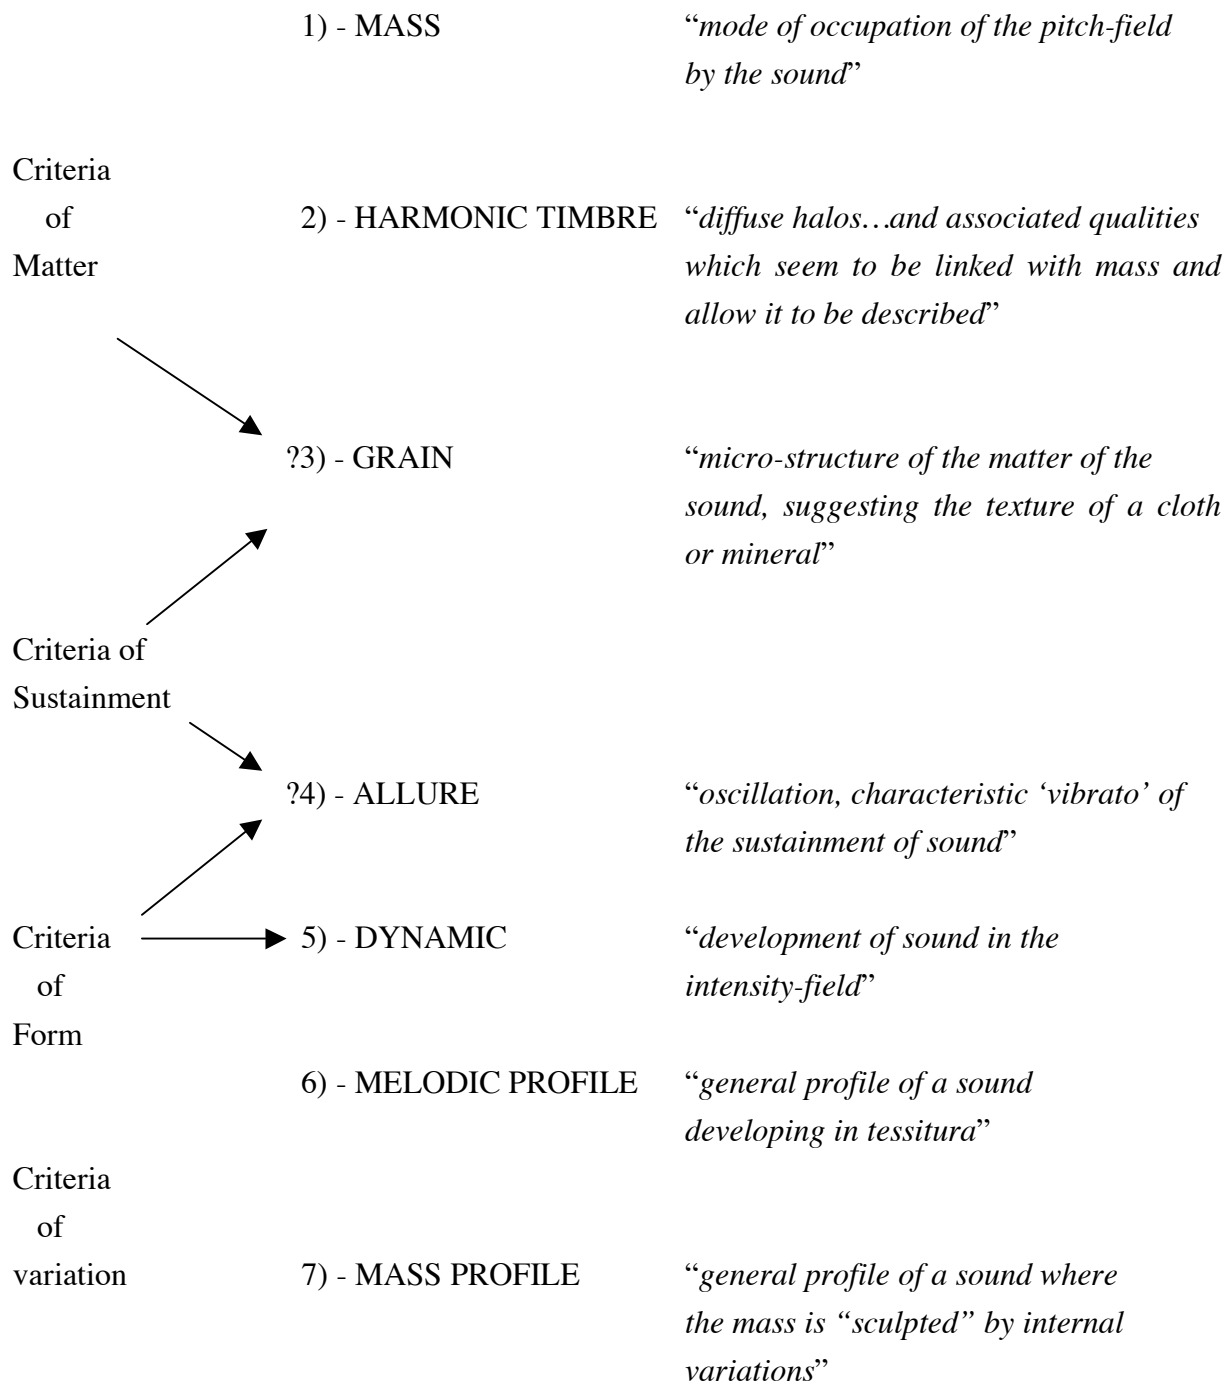 1) - MASS “mode of occupation of the pitch-field
by the sound”
Criteria
of 2) - HARMONIC TIMBRE “diffuse halos…and associated qualities
Matter which seem to be linked with mass and
allow it to be described”
?3) - GRAIN “micro-structure of the matter of the
sound, suggesting the texture of a cloth
or mineral”
Criteria of
Sustainment
?4) - ALLURE “oscillation, characteristic ‘vibrato’ of
the sustainment of sound”
Criteria 5) - DYNAMIC “development of sound in the
of intensity-field”
Form
6) - MELODIC PROFILE “general profile of a sound
developing in tessitura”
Criteria
of
variation 7) - MASS PROFILE “general profile of a sound where
the mass is “sculpted” by internal
variations”